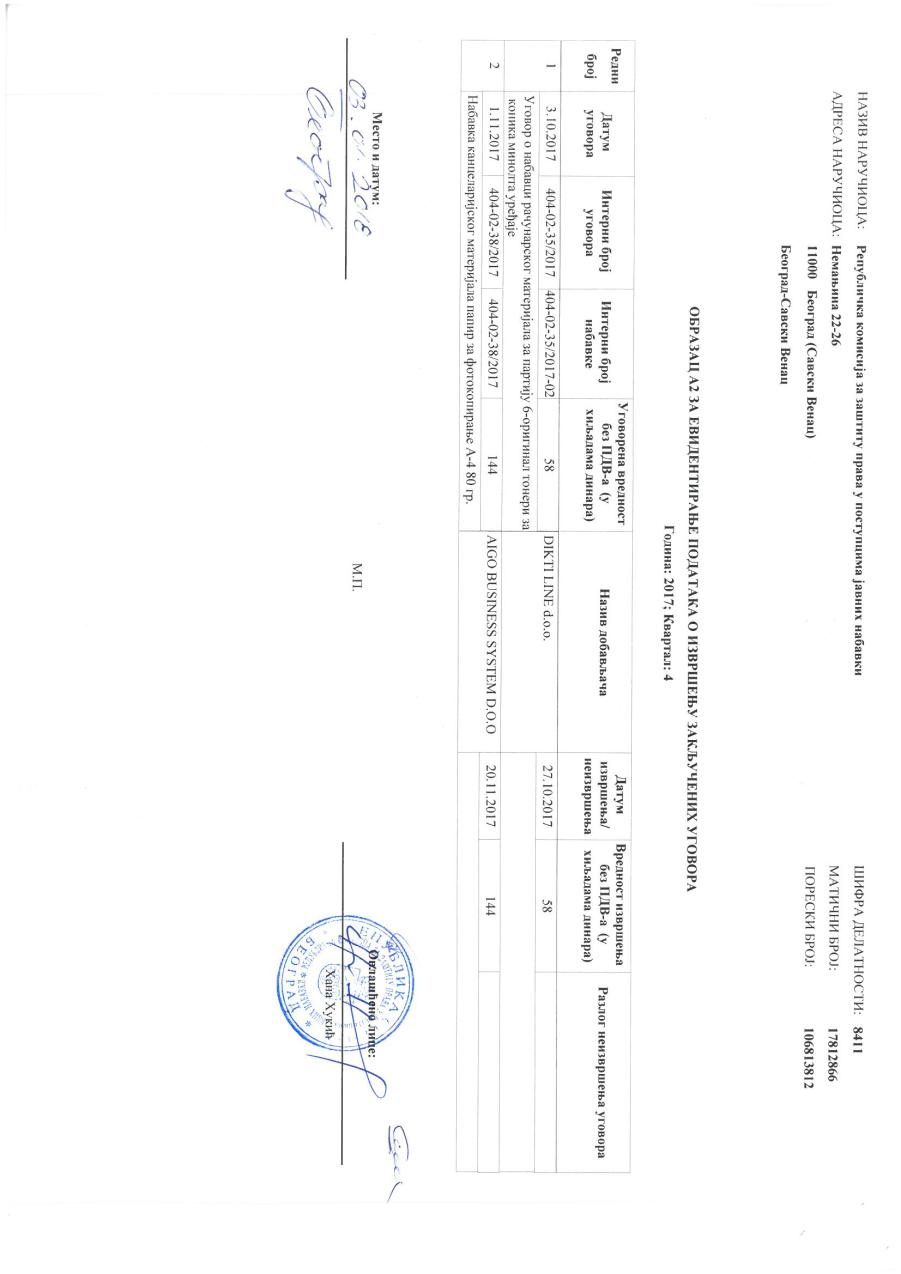 НАЗИВ НАРУЧИОЦА: Републичка комисија за заштиту права у поступцима јавних набавки ШИФРА ДЕЛАТНОСТИ: 8411
АДРЕСА НАРУЧИОЦА: Немањина 22-26 МАТИЧНИ БРОЈ: 17812866
11000 Београд (Савски Венац) ПОРЕСКИ БРОЈ: 106813812
Београд-Савски Венац
ОБРАЗАЦ А2 ЗА ЕВИДЕНТИРАЊЕ ПОДАТАКА О ИЗВРШЕЊУ ЗАКЉУЧЕНИХ УГОВОРА
Година: 2017; Квартал: 4
Редни број Датум уговора Интерни број уговора Интерни број набавке Уговорена вредност без ПДВ-а (у хиљадама динара) Назив добављача Датум извршења/ неизвршења Вредност извршења без ПДВ-а (у хиљадама динара) Разлог неизвршења уговора
1 3.10.2017 404-02-35/2017 404-02-35/2017-02 58 DIKTI LINE d.o.o. 27.10.2017 58
Уговор о набавци рачунарског материјала за партију 6-оригинал тонери за
коника минолта уређаје
2 1.11.2017 404-02-38/2017 404-02-38/2017 144 AIGO BUSINESS SYSTEM D.O.O 20.11.2017 144
Набавка канцеларијског материјала папир за фотокопирање А-4 80 гр.
Место и датум:
03.01.2018
Београд
М.П.
Овлашћено лице:
Хана Хукић
БЕОГРАД